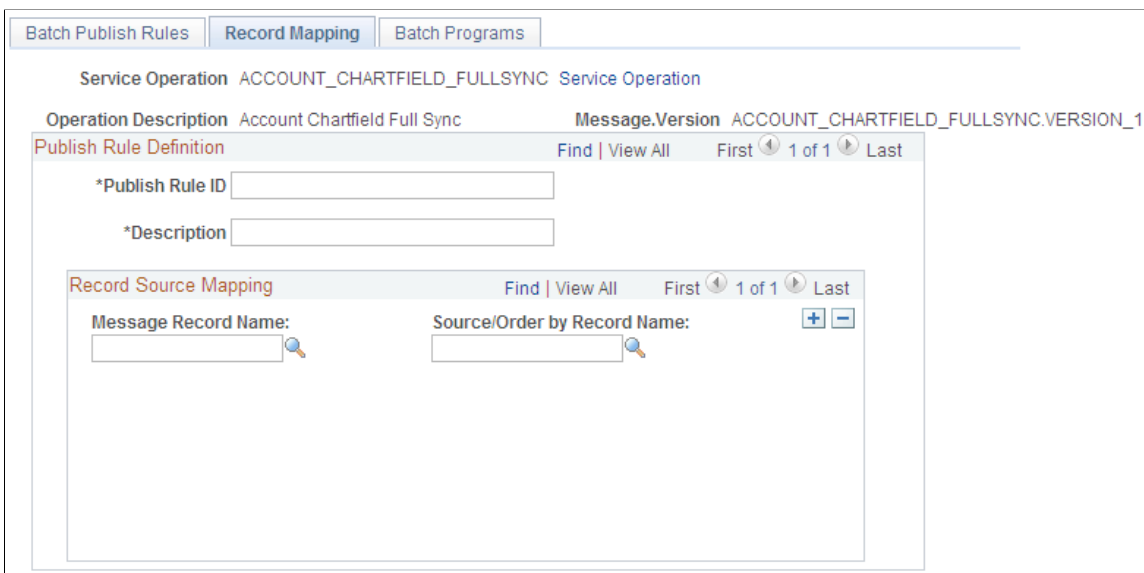 Batch Publish Rules Record Mapping Batch Programs
Service Operation ACCOUNT_CHARTFIELD_FULLSYNC Service Operation
Operation Description Account Chartfield Full Sync Message.Version ACCOUNT_CHARTFIELD_FULLSYNC.VERSION_1
Publish Rule Definition Find | View All First 1 of 1 Last
*Publish Rule ID
*Description
Record Source Mapping Find | View All First 1 of 1 Last
Message Record Name: Source/Order by Record Name: